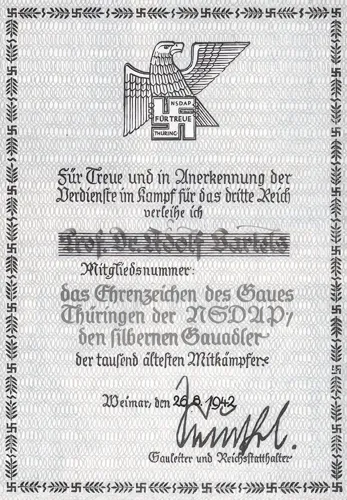 NSDAP
FÜR TREUE
THÜRING
Für Treue und in Anerkennung der
Verdienste im Kampf für das dritte Reich
verleihe ich
Prof. Dr. Adolf Bartels
Mitgliedsnummer:
das Ehrenzeichen des Gaues
Thüringen der NSDAP,
den silbernen Gauadler
der tausend ältesten Mitkämpfer.
Weimar, den 26.6.1942
Gauleiter und Reichsstatthalter